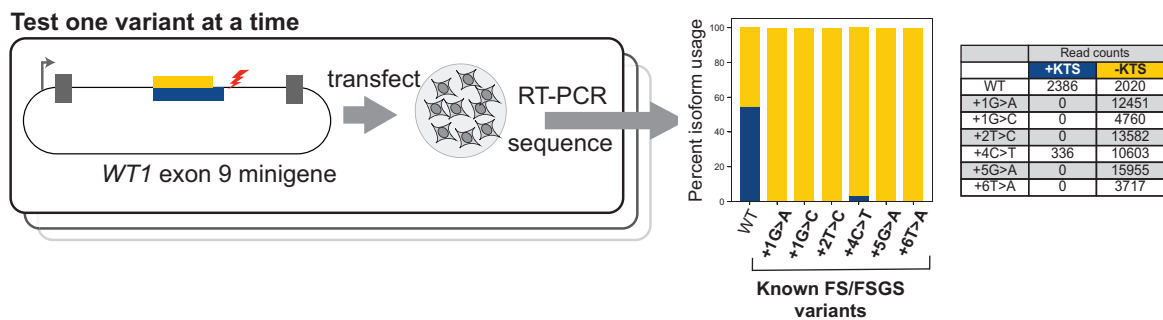 Test one variant at a time
transfect
RT-PCR
sequence
WT1 exon 9 minigene
Percent isoform usage
100
80
60
40
20
0
WT
+1G>A
+1G>C
+2T>C
+4C>T
+5G>A
+6T>A
Known FS/FSGS
variants
Read counts
+KTS -KTS
WT 2386 2020
+1G>A 0 12451
+1G>C 0 4760
+2T>C 0 13582
+4C>T 336 10603
+5G>A 0 15955
+6T>A 0 3717